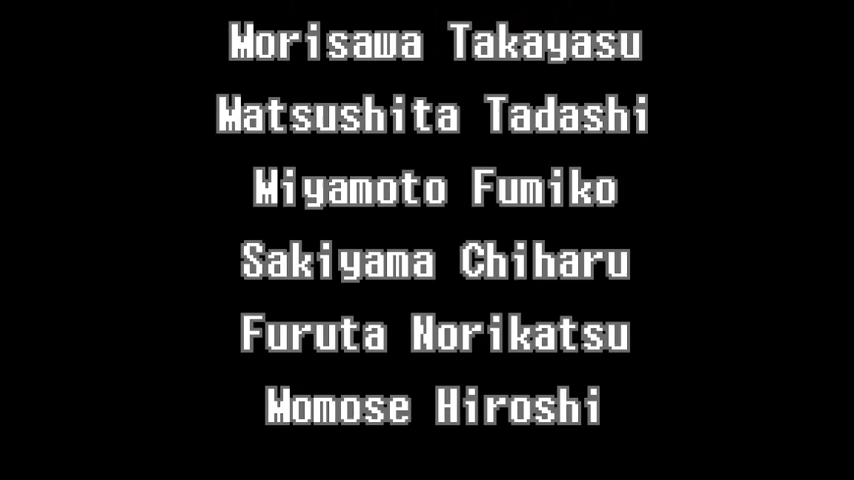 Morisawa Takayasu
Matsushita Tadashi
Miyamoto Fumiko
Sakiyama Chiharu
Furuta Norikatsu
Momose Hiroshi